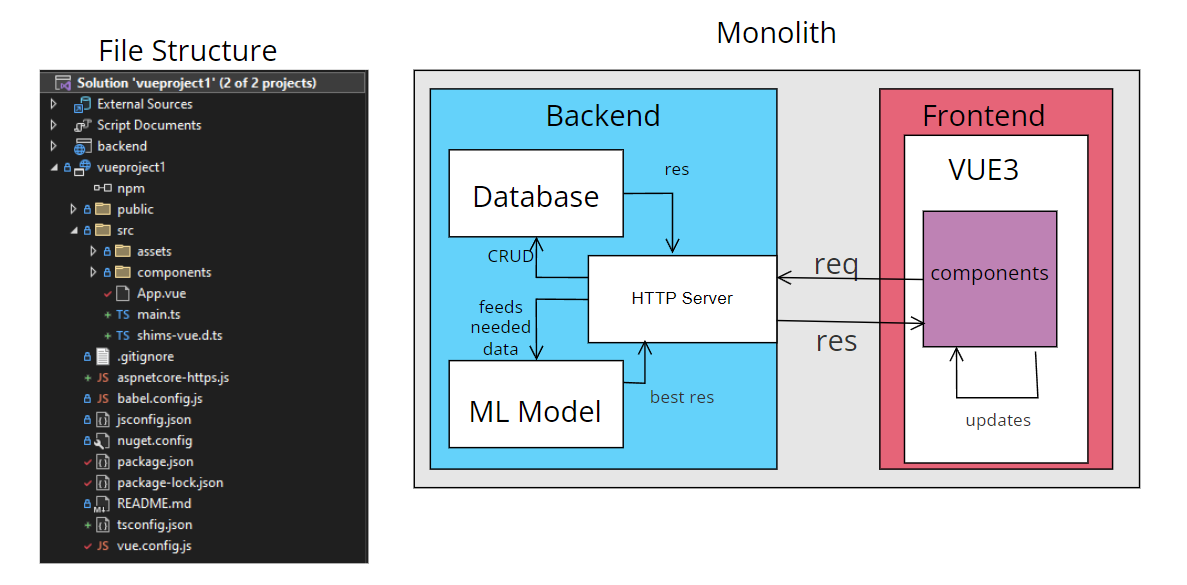 File Structure
Solution 'vueproject1' (2 of 2 projects)
External Sources
Script Documents
backend
vueproject1
npm
public
src
assets
components
App.vue
TS main.ts
TS shims-vue.d.ts
.gitignore
JS aspnetcore-https.js
JS babel.config.js
jsconfig.json
nuget.config
package.json
package-lock.json
README.md
tsconfig.json
JS vue.config.js
Monolith
Backend
Database
res
CRUD
HTTP Server
feeds
needed
data
ML Model
best res
req
res
Frontend
VUE3
components
updates